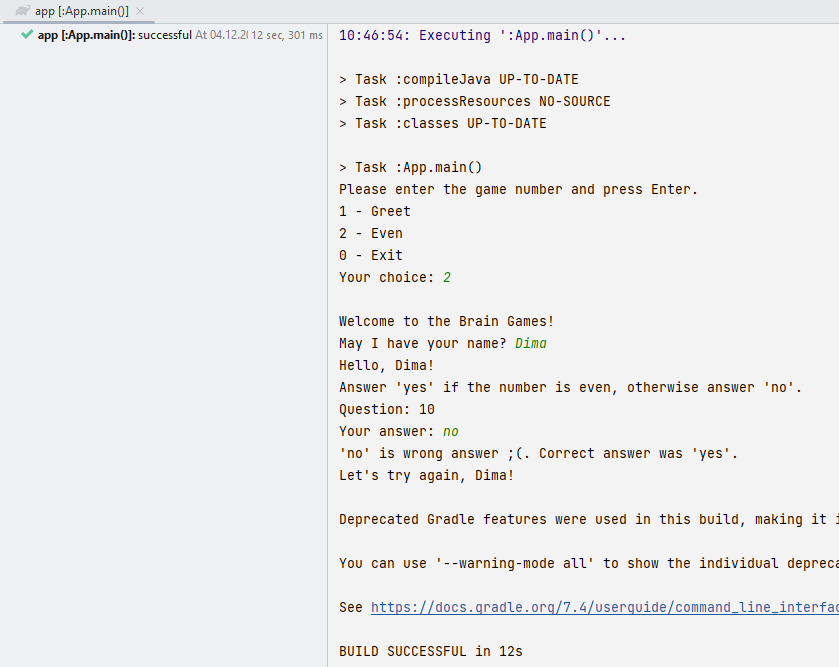 app [:App.main()]
app [:App.main()]: successful At 04.12.20 12 sec, 301 ms
10:46:54: Executing ':App.main()'...
> Task :compileJava UP-TO-DATE
> Task :processResources NO-SOURCE
> Task :classes UP-TO-DATE
> Task :App.main()
Please enter the game number and press Enter.
1 - Greet
2 - Even
0 - Exit
Your choice: 2
Welcome to the Brain Games!
May I have your name? Dima
Hello, Dima!
Answer 'yes' if the number is even, otherwise answer 'no'.
Question: 10
Your answer: no
'no' is wrong answer ;(. Correct answer was 'yes'.
Let's try again, Dima!
Deprecated Gradle features were used in this build, making it i
You can use '--warning-mode all' to show the individual depreca
See https://docs.gradle.org/7.4/userguide/command_line_interfac
BUILD SUCCESSFUL in 12s